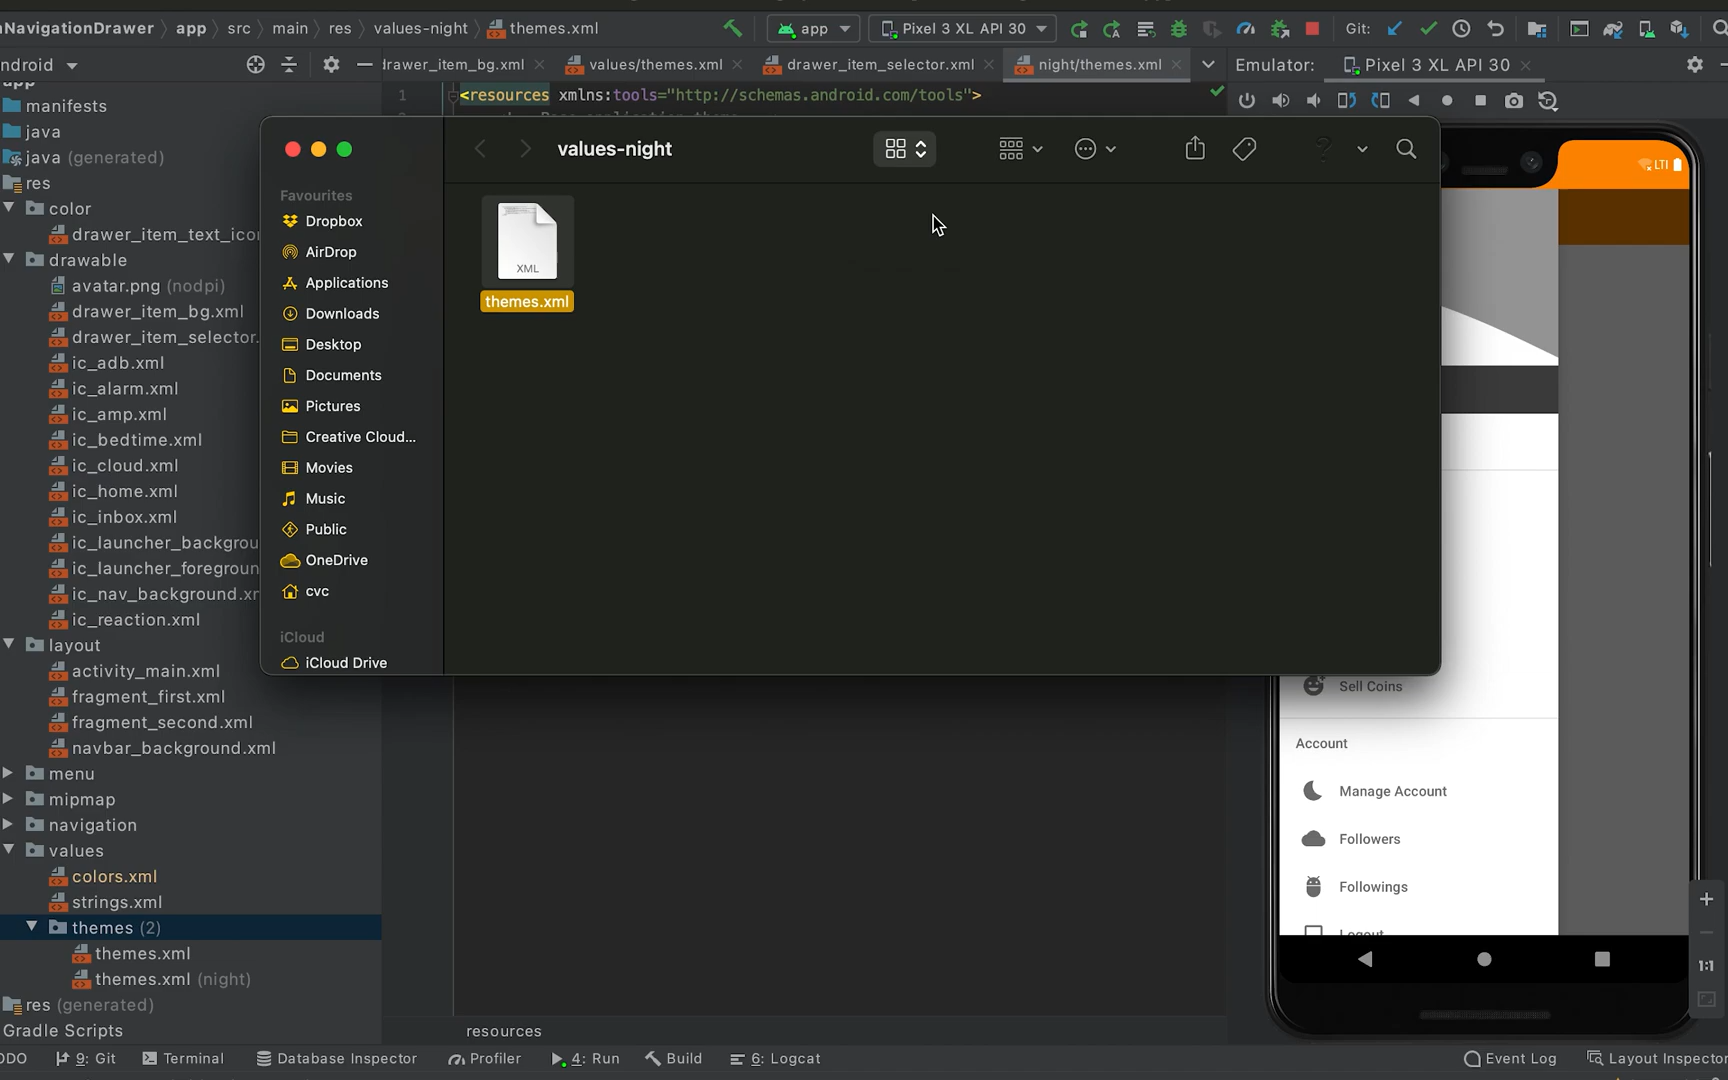 NavigationDrawer app src main res values-night themes.xml
app Pixel 3 XL API 30 Git:
drawer_item_bg.xml values/themes.xml drawer_item_selector.xml night/themes.xml Emulator: Pixel 3 XL API 30
1 <resources xmlns:tools="http://schemas.android.com/tools">
manifests
java
java (generated)
res
color
drawer_item_text_ico
drawable
avatar.png (nodpi)
drawer_item_bg.xml
drawer_item_selector.
ic_adb.xml
ic_alarm.xml
ic_amp.xml
ic_bedtime.xml
ic_cloud.xml
ic_home.xml
ic_inbox.xml
ic_launcher_backgrou
ic_launcher_foregroun
ic_nav_background.x
ic_reaction.xml
layout
activity_main.xml
fragment_first.xml
fragment_second.xml
navbar_background.xml
menu
mipmap
navigation
values
colors.xml
strings.xml
themes (2)
themes.xml
themes.xml (night)
res (generated)
Gradle Scripts
values-night
Favourites
Dropbox
AirDrop
Applications
Downloads
Desktop
Documents
Pictures
Creative Cloud...
Movies
Music
Public
OneDrive
cvc
iCloud
iCloud Drive
XML
themes.xml
LTE
Sell Coins
Account
Manage Account
Followers
Followings
Logout
1:1
resources
ODO 9: Git Terminal Database Inspector Profiler 4: Run Build 6: Logcat Event Log Layout Inspector